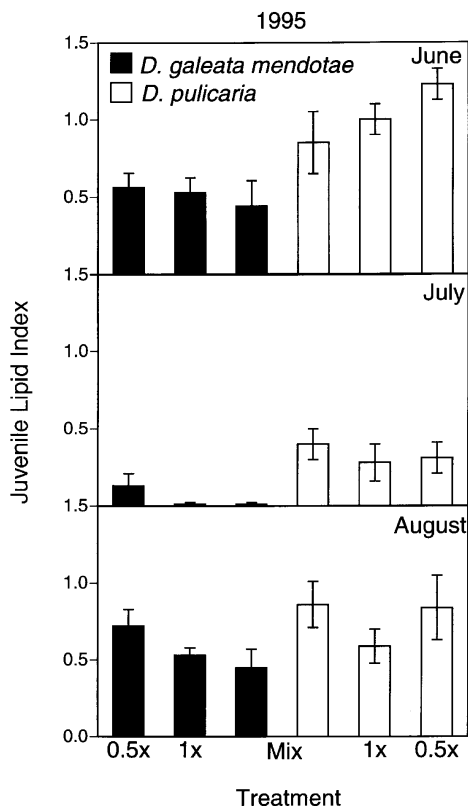 1995
1.5
June
D. galeata mendotae
D. pulicaria
1.0
0.5
1.5
July
1.0
0.5
1.5
August
1.0
0.5
0.0
Juvenile Lipid Index
0.5x 1x Mix 1x 0.5x
Treatment